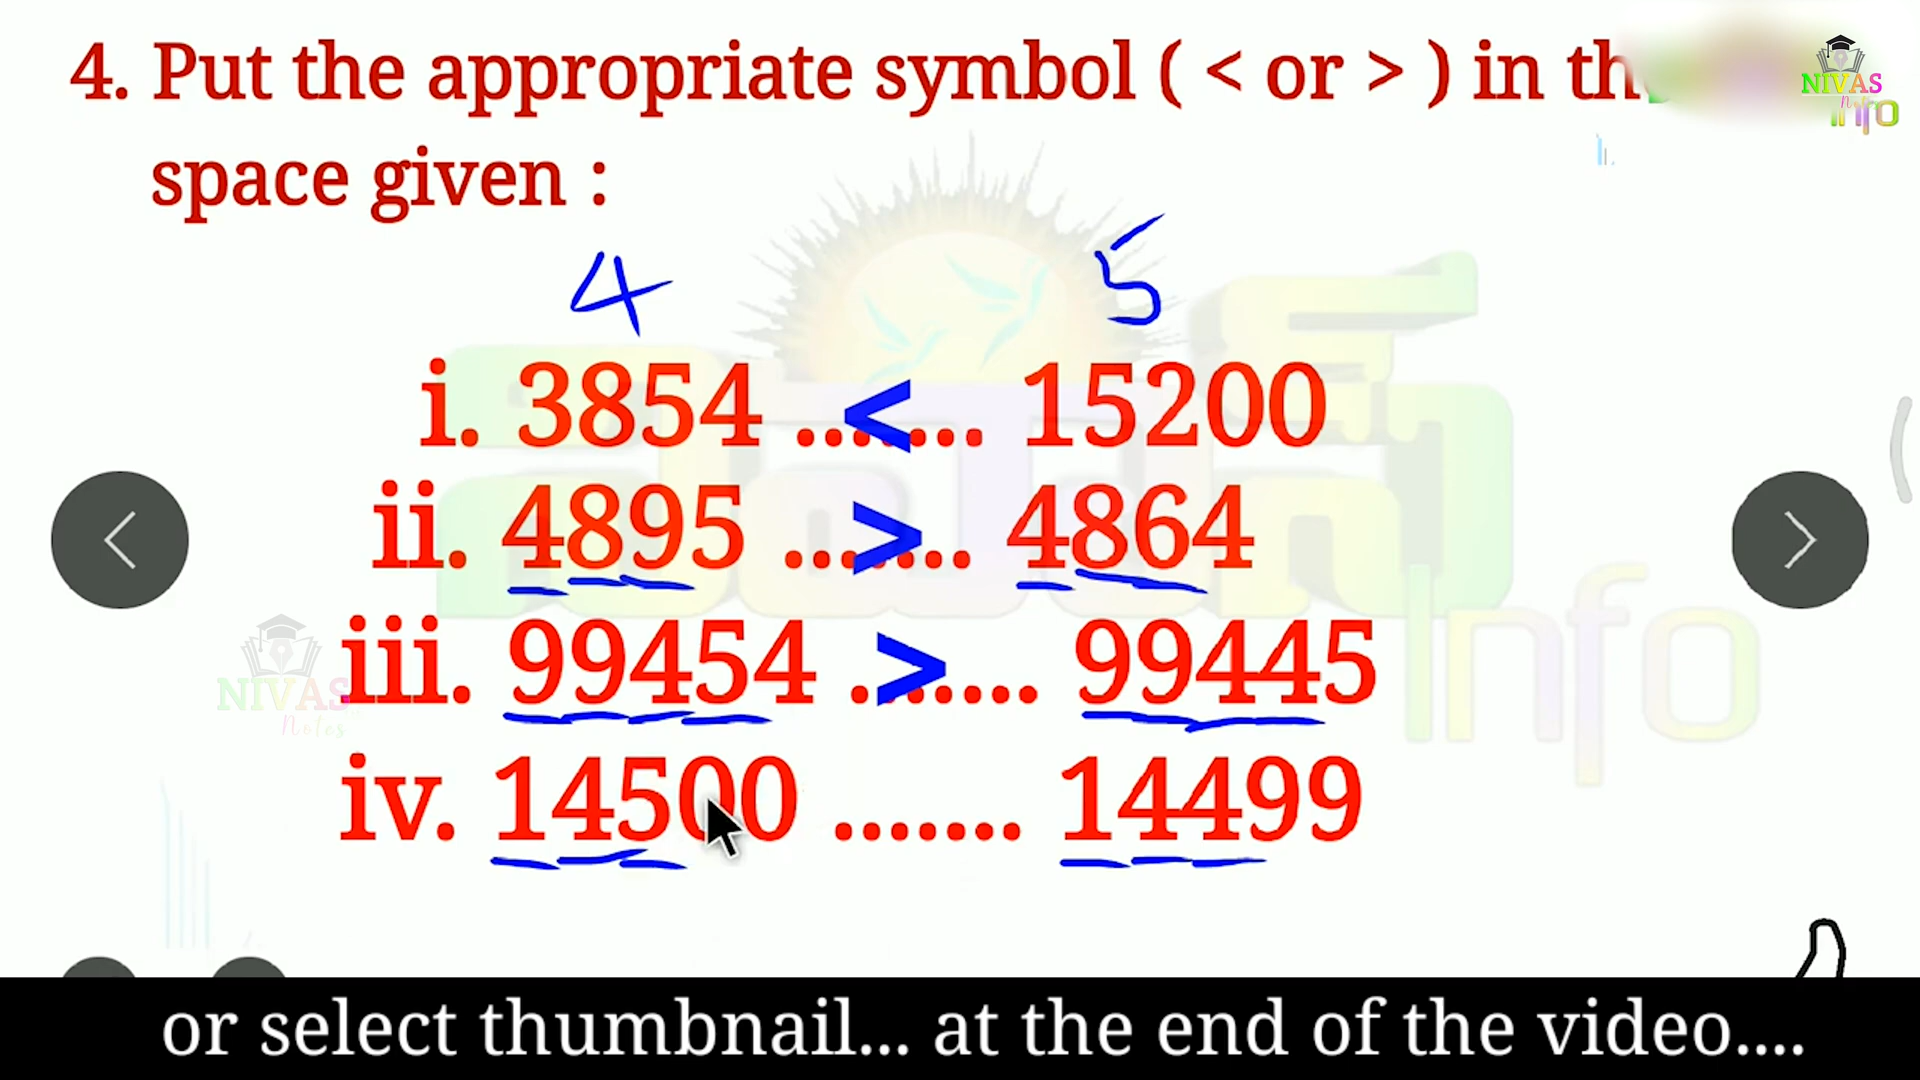 4. Put the appropriate symbol ( < or > ) in
space given :
NIVAS
info
4 5
i. 3854 ....<.... 15200
ii. 4895 ....>.... 4864
iii. 99454 .>...... 99445
iv. 14500 ....... 14499
NIVAS
Notes
Info
or select thumbnail... at the end of the video....